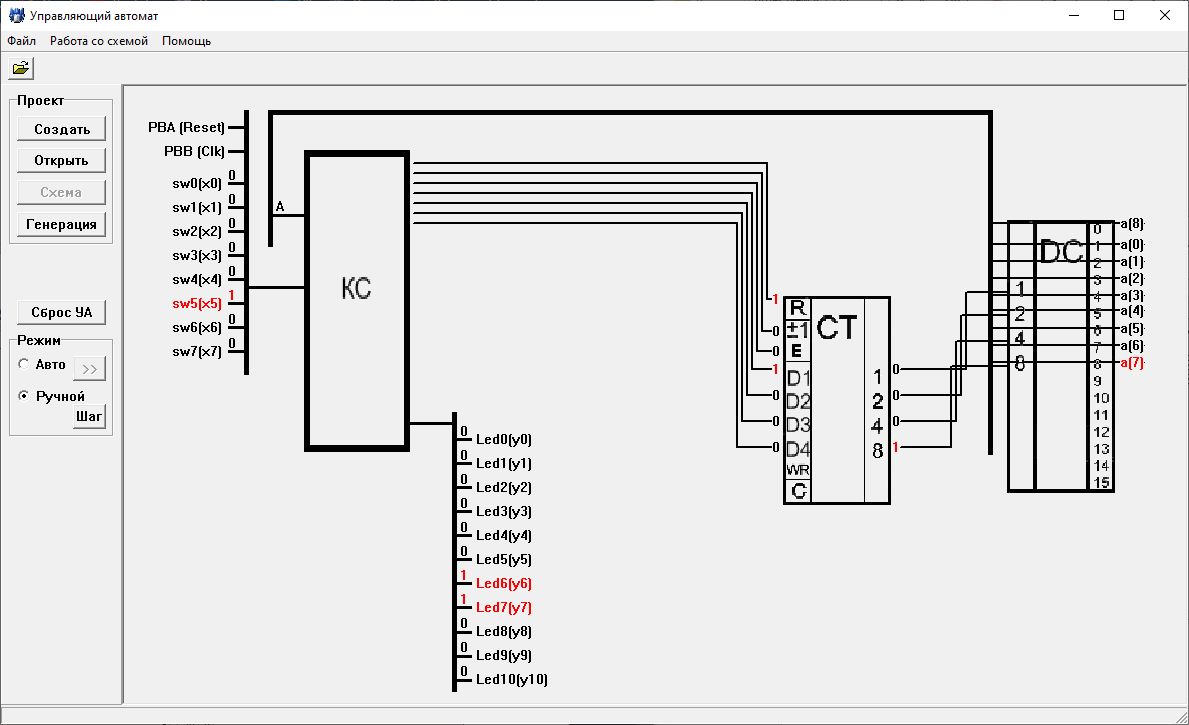 Управляющий автомат
Файл Работа со схемой Помощь
Проект
Создать
Открыть
Схема
Генерация
Сброс УА
Режим
Авто >>
Ручной
Шаг
PBA (Reset)
PBB (Clk)
0 sw0(x0)
0 sw1(x1)
0 sw2(x2)
0 sw3(x3)
0 sw4(x4)
1 sw5(x5)
0 sw6(x6)
0 sw7(x7)
A
КС
0 Led0(y0)
0 Led1(y1)
0 Led2(y2)
0 Led3(y3)
0 Led4(y4)
0 Led5(y5)
1 Led6(y6)
1 Led7(y7)
0 Led8(y8)
0 Led9(y9)
0 Led10(y10)
CT
1 R
0 ±1
0 E
1 D1
0 D2
0 D3
0 D4
WR
C
1 0
2 0
4 0
8 1
DC
1
2
4
8
0 a(8)
1 a(0)
2 a(1)
3 a(2)
4 a(3)
5 a(4)
6 a(5)
7 a(6)
8 a(7)
9
10
11
12
13
14
15